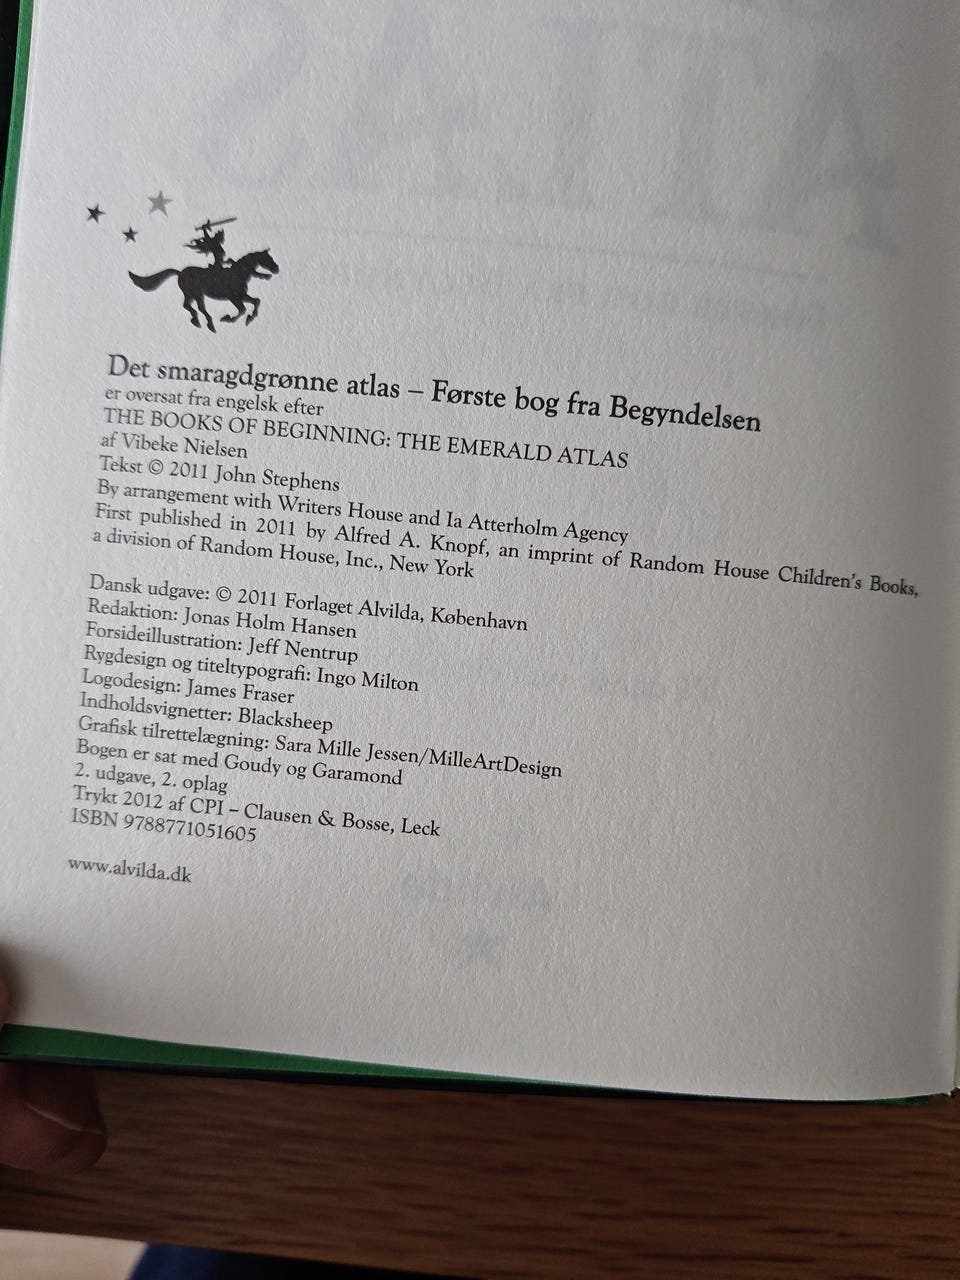 Det smaragdgrønne atlas – Første bog fra Begyndelsen
er oversat fra engelsk efter
THE BOOKS OF BEGINNING: THE EMERALD ATLAS
af Vibeke Nielsen
Tekst © 2011 John Stephens
By arrangement with Writers House and Ia Atterholm Agency
First published in 2011 by Alfred A. Knopf, an imprint of Random House Children's Books,
a division of Random House, Inc., New York
Dansk udgave: © 2011 Forlaget Alvilda, København
Redaktion: Jonas Holm Hansen
Forsideillustration: Jeff Nentrup
Rygdesign og titeltypografi: Ingo Milton
Logodesign: James Fraser
Indholdsvignetter: Blacksheep
Grafisk tilrettelægning: Sara Mille Jessen/MilleArtDesign
Bogen er sat med Goudy og Garamond
2. udgave, 2. oplag
Trykt 2012 af CPI – Clausen & Bosse, Leck
ISBN 9788771051605
www.alvilda.dk